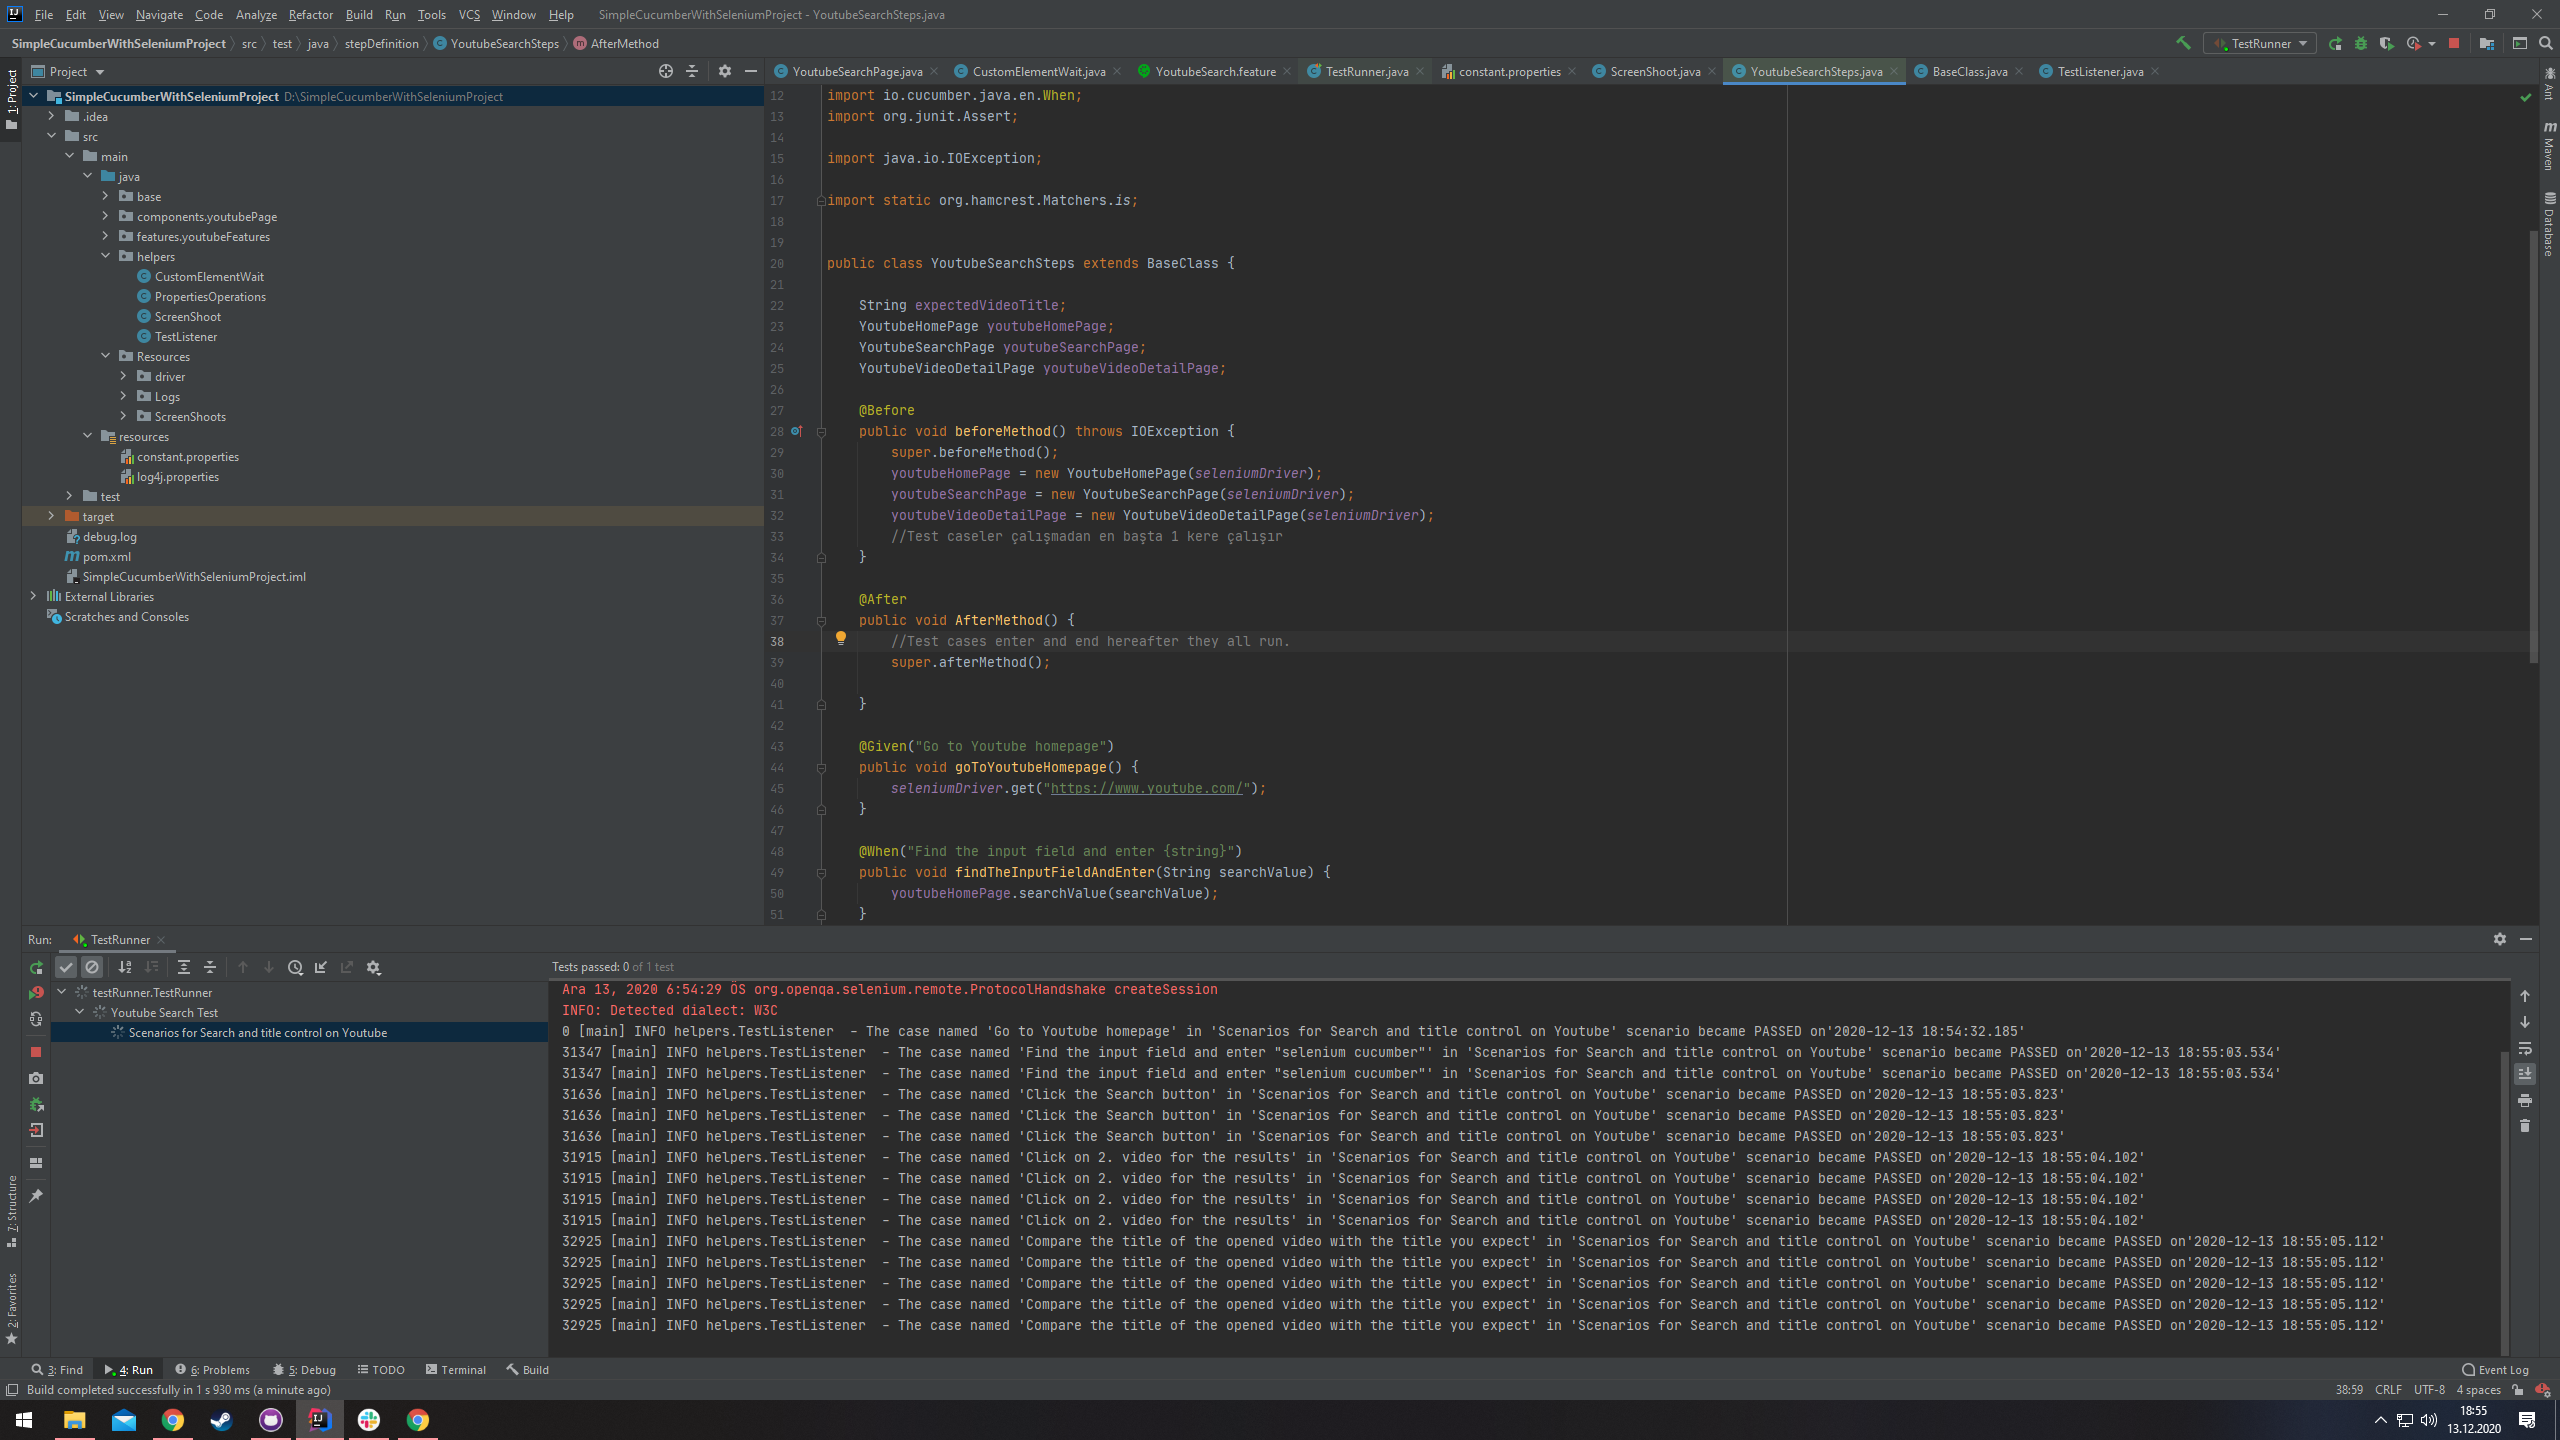 File Edit View Navigate Code Analyze Refactor Build Run Tools VCS Window Help SimpleCucumberWithSeleniumProject - YoutubeSearchSteps.java
SimpleCucumberWithSeleniumProject src test java stepDefinition YoutubeSearchSteps AfterMethod TestRunner
Project
YoutubeSearchPage.java CustomElementWait.java YoutubeSearch.feature TestRunner.java constant.properties ScreenShoot.java YoutubeSearchSteps.java BaseClass.java TestListener.java
1: Project
SimpleCucumberWithSeleniumProject D:\SimpleCucumberWithSeleniumProject
.idea
src
main
java
base
components.youtubePage
features.youtubeFeatures
helpers
CustomElementWait
PropertiesOperations
ScreenShoot
TestListener
Resources
driver
Logs
ScreenShoots
resources
constant.properties
log4j.properties
test
target
debug.log
pom.xml
SimpleCucumberWithSeleniumProject.iml
External Libraries
Scratches and Consoles
12 import io.cucumber.java.en.When;
13 import org.junit.Assert;
14
15 import java.io.IOException;
16
17 import static org.hamcrest.Matchers.is;
18
19
20 public class YoutubeSearchSteps extends BaseClass {
21
22 String expectedVideoTitle;
23 YoutubeHomePage youtubeHomePage;
24 YoutubeSearchPage youtubeSearchPage;
25 YoutubeVideoDetailPage youtubeVideoDetailPage;
26
27 @Before
28 public void beforeMethod() throws IOException {
29 super.beforeMethod();
30 youtubeHomePage = new YoutubeHomePage(seleniumDriver);
31 youtubeSearchPage = new YoutubeSearchPage(seleniumDriver);
32 youtubeVideoDetailPage = new YoutubeVideoDetailPage(seleniumDriver);
33 //Test caseler çalışmadan en başta 1 kere çalışır
34 }
35
36 @After
37 public void AfterMethod() {
38 //Test cases enter and end hereafter they all run.
39 super.afterMethod();
40
41 }
42
43 @Given("Go to Youtube homepage")
44 public void goToYoutubeHomepage() {
45 seleniumDriver.get("https://www.youtube.com/");
46 }
47
48 @When("Find the input field and enter {string}")
49 public void findTheInputFieldAndEnter(String searchValue) {
50 youtubeHomePage.searchValue(searchValue);
51 }
Ant
Maven
Database
Run: TestRunner
Tests passed: 0 of 1 test
testRunner.TestRunner
Youtube Search Test
Scenarios for Search and title control on Youtube
Ara 13, 2020 6:54:29 ÖS org.openqa.selenium.remote.ProtocolHandshake createSession
INFO: Detected dialect: W3C
0 [main] INFO helpers.TestListener  - The case named 'Go to Youtube homepage' in 'Scenarios for Search and title control on Youtube' scenario became PASSED on'2020-12-13 18:54:32.185'
31347 [main] INFO helpers.TestListener  - The case named 'Find the input field and enter "selenium cucumber"' in 'Scenarios for Search and title control on Youtube' scenario became PASSED on'2020-12-13 18:55:03.534'
31347 [main] INFO helpers.TestListener  - The case named 'Find the input field and enter "selenium cucumber"' in 'Scenarios for Search and title control on Youtube' scenario became PASSED on'2020-12-13 18:55:03.534'
31636 [main] INFO helpers.TestListener  - The case named 'Click the Search button' in 'Scenarios for Search and title control on Youtube' scenario became PASSED on'2020-12-13 18:55:03.823'
31636 [main] INFO helpers.TestListener  - The case named 'Click the Search button' in 'Scenarios for Search and title control on Youtube' scenario became PASSED on'2020-12-13 18:55:03.823'
31636 [main] INFO helpers.TestListener  - The case named 'Click the Search button' in 'Scenarios for Search and title control on Youtube' scenario became PASSED on'2020-12-13 18:55:03.823'
31915 [main] INFO helpers.TestListener  - The case named 'Click on 2. video for the results' in 'Scenarios for Search and title control on Youtube' scenario became PASSED on'2020-12-13 18:55:04.102'
31915 [main] INFO helpers.TestListener  - The case named 'Click on 2. video for the results' in 'Scenarios for Search and title control on Youtube' scenario became PASSED on'2020-12-13 18:55:04.102'
31915 [main] INFO helpers.TestListener  - The case named 'Click on 2. video for the results' in 'Scenarios for Search and title control on Youtube' scenario became PASSED on'2020-12-13 18:55:04.102'
31915 [main] INFO helpers.TestListener  - The case named 'Click on 2. video for the results' in 'Scenarios for Search and title control on Youtube' scenario became PASSED on'2020-12-13 18:55:04.102'
32925 [main] INFO helpers.TestListener  - The case named 'Compare the title of the opened video with the title you expect' in 'Scenarios for Search and title control on Youtube' scenario became PASSED on'2020-12-13 18:55:05.112'
32925 [main] INFO helpers.TestListener  - The case named 'Compare the title of the opened video with the title you expect' in 'Scenarios for Search and title control on Youtube' scenario became PASSED on'2020-12-13 18:55:05.112'
32925 [main] INFO helpers.TestListener  - The case named 'Compare the title of the opened video with the title you expect' in 'Scenarios for Search and title control on Youtube' scenario became PASSED on'2020-12-13 18:55:05.112'
32925 [main] INFO helpers.TestListener  - The case named 'Compare the title of the opened video with the title you expect' in 'Scenarios for Search and title control on Youtube' scenario became PASSED on'2020-12-13 18:55:05.112'
32925 [main] INFO helpers.TestListener  - The case named 'Compare the title of the opened video with the title you expect' in 'Scenarios for Search and title control on Youtube' scenario became PASSED on'2020-12-13 18:55:05.112'
7: Structure
2: Favorites
3: Find 4: Run 6: Problems 5: Debug TODO Terminal Build Event Log
Build completed successfully in 1 s 930 ms (a minute ago) 38:59 CRLF UTF-8 4 spaces
18:55
13.12.2020